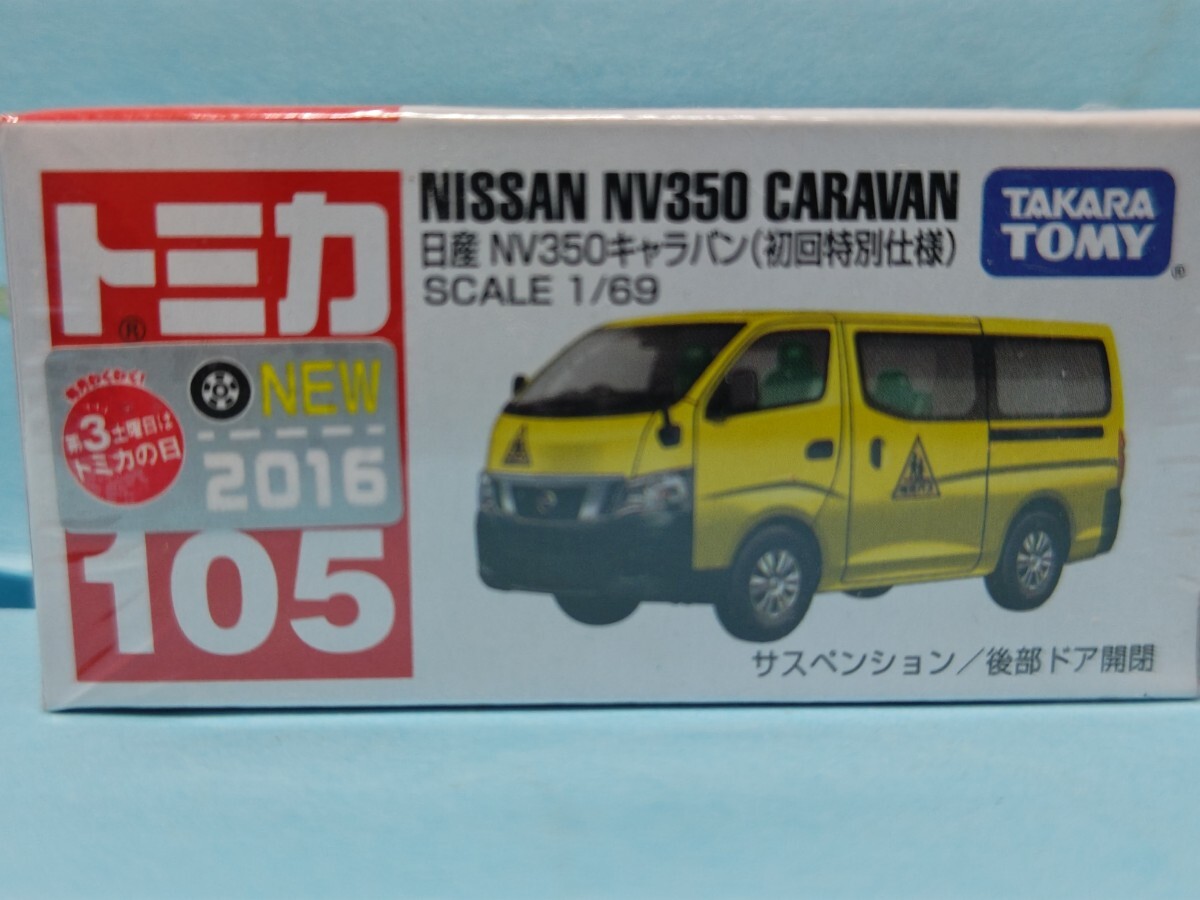 トミカ
®
NISSAN NV350 CARAVAN
日産 NV350キャラバン(初回特別仕様)
SCALE 1/69
TAKARA
TOMY
®
第3土曜日は
トミカの日
NEW
2016
105
サスペンション/後部ドア開閉